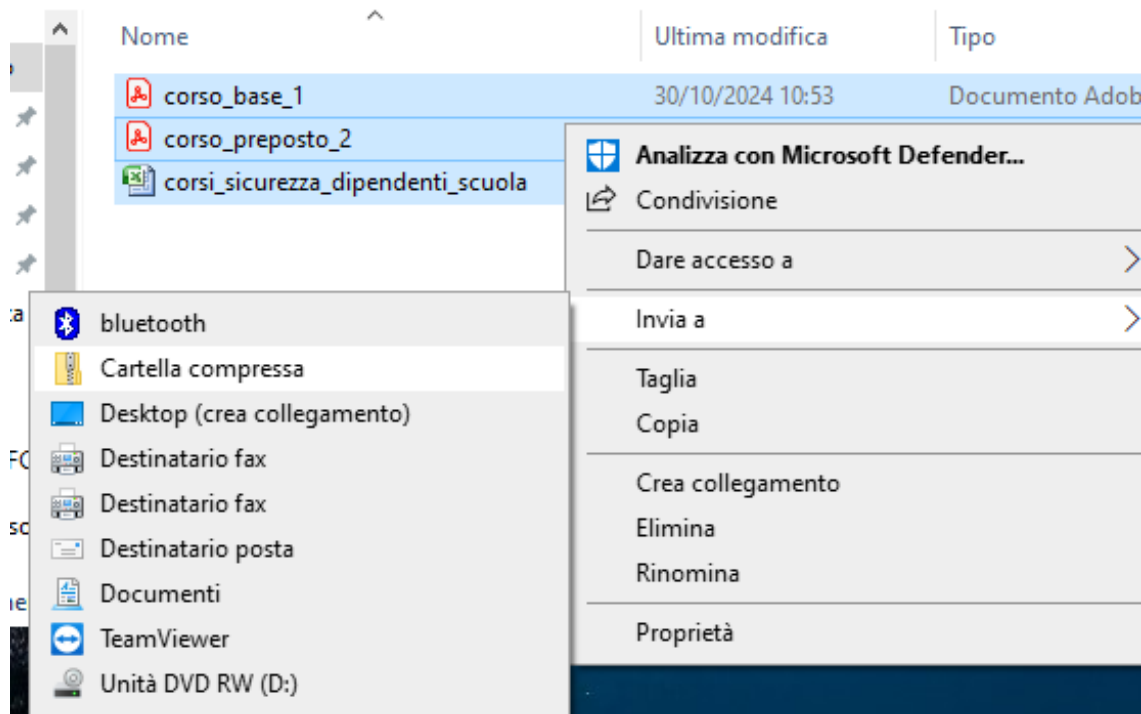 Nome Ultima modifica Tipo
corso_base_1 30/10/2024 10:53 Documento Adob
corso_preposto_2
corsi_sicurezza_dipendenti_scuola
Analizza con Microsoft Defender...
Condivisione
Dare accesso a
Invia a
Taglia
Copia
Crea collegamento
Elimina
Rinomina
Proprietà
bluetooth
Cartella compressa
Desktop (crea collegamento)
Destinatario fax
Destinatario fax
Destinatario posta
Documenti
TeamViewer
Unità DVD RW (D:)